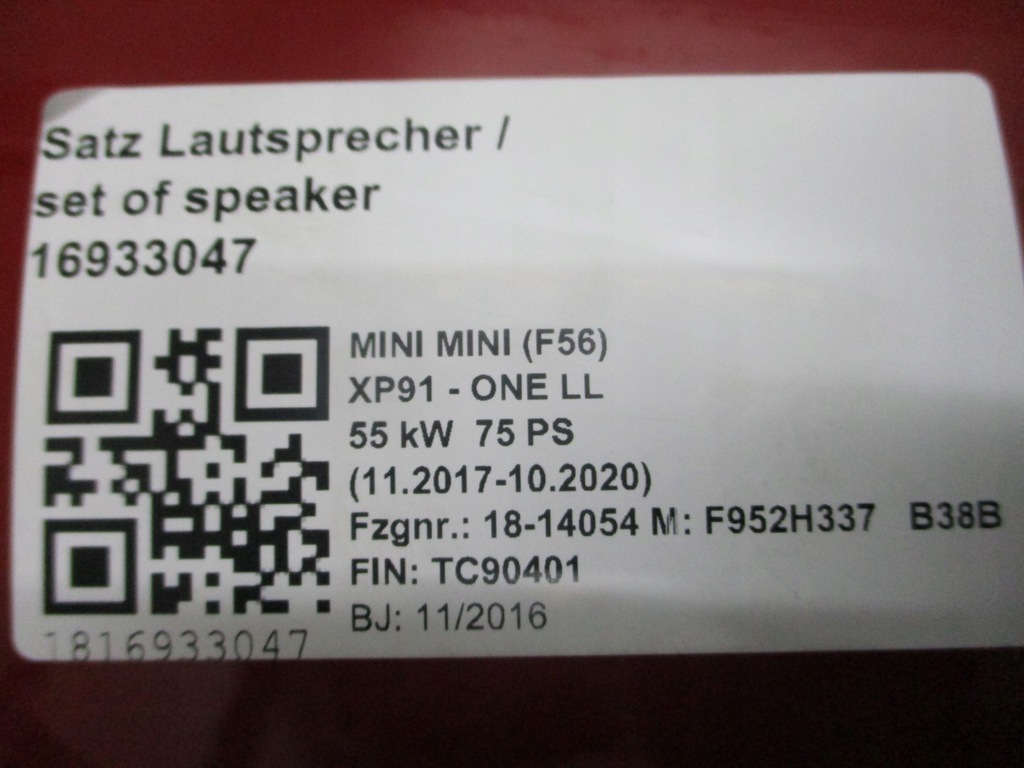 Satz Lautsprecher /
set of speaker
16933047
MINI MINI (F56)
XP91 - ONE LL
55 kW 75 PS
(11.2017-10.2020)
Fzgnr.: 18-14054 M: F952H337 B38B
FIN: TC90401
BJ: 11/2016
1816933047